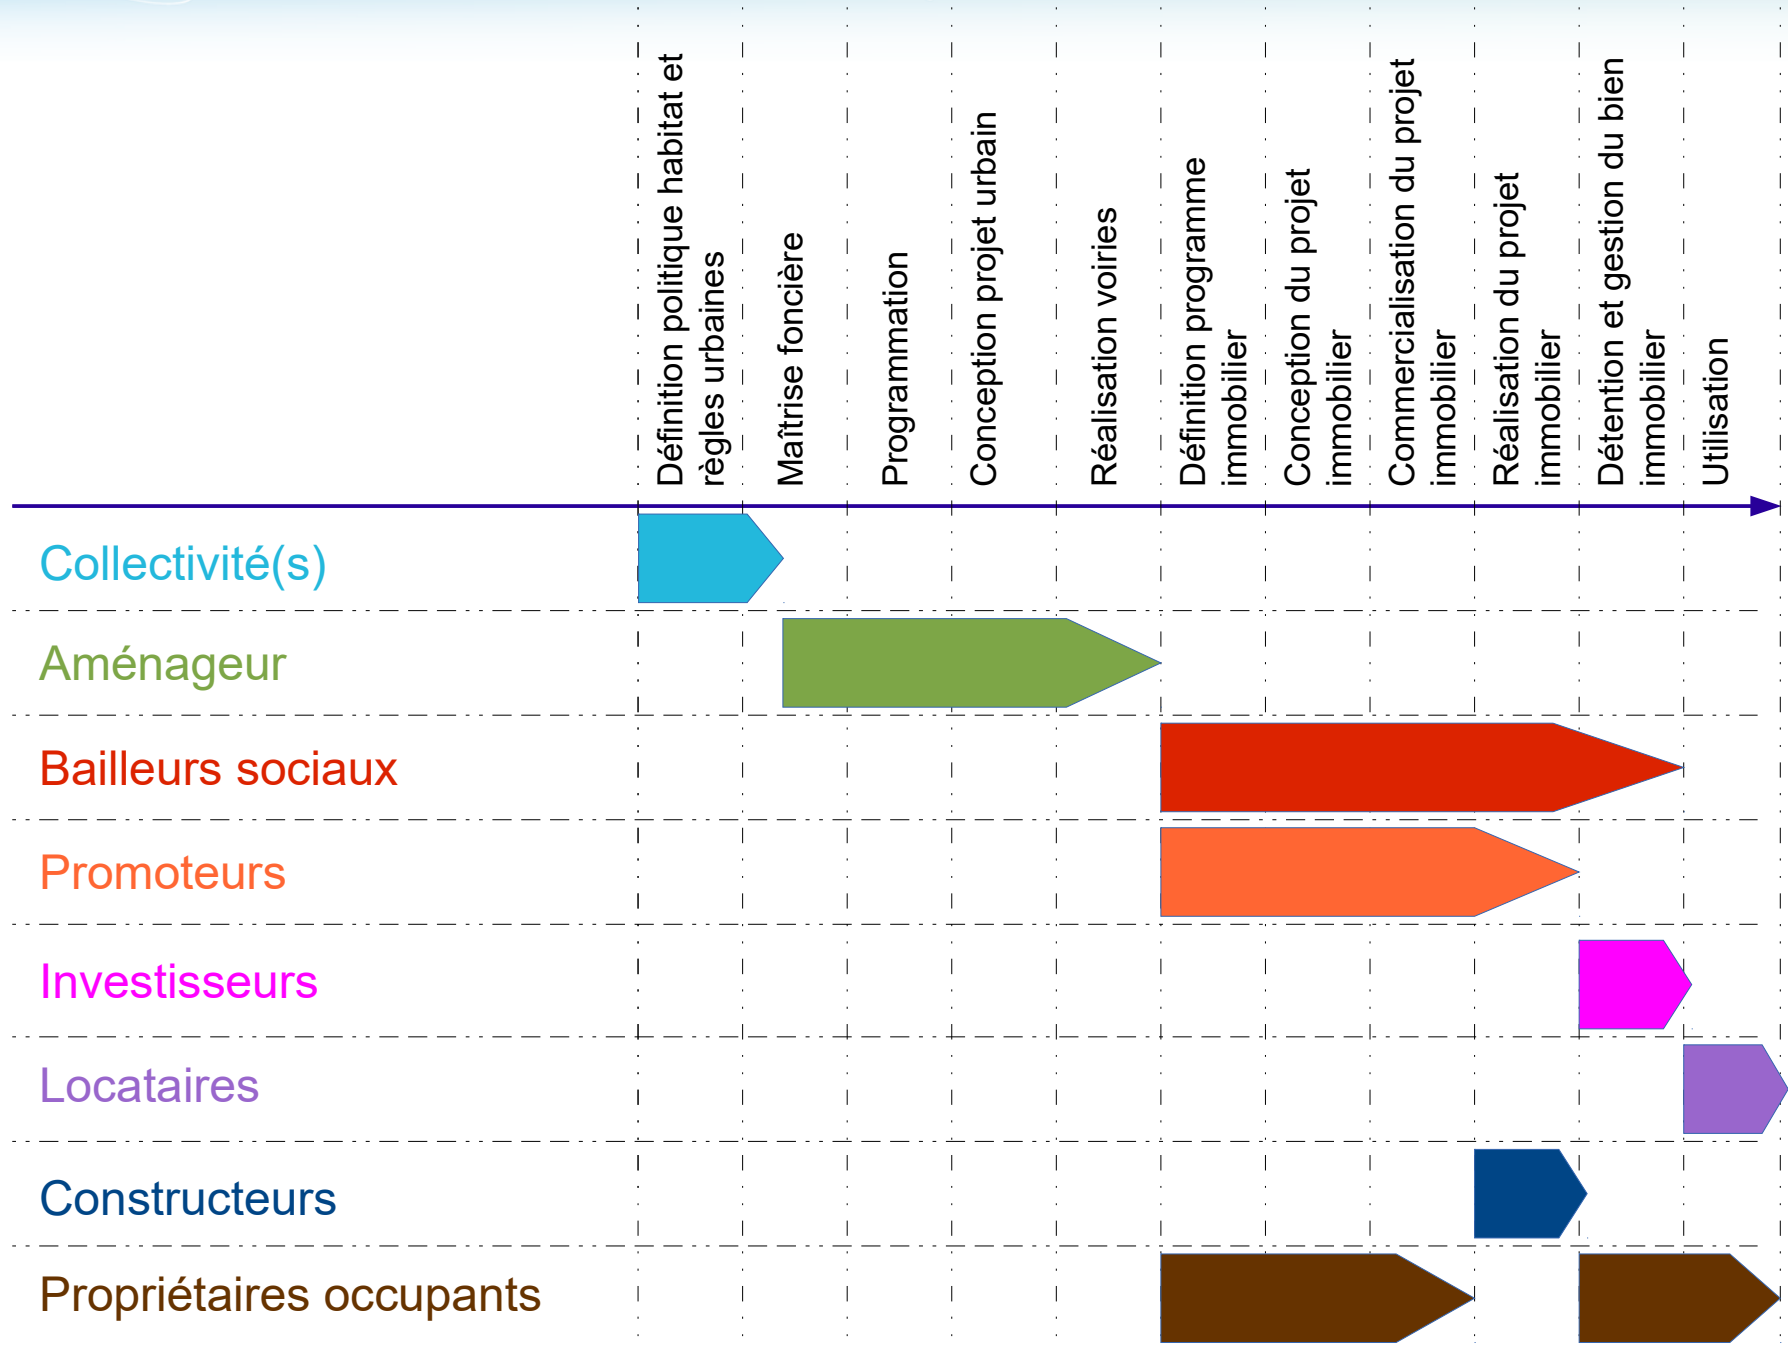 Définition politique habitat et
règles urbaines
Maîtrise foncière
Programmation
Conception projet urbain
Réalisation voiries
Définition programme
immobilier
Conception du projet
immobilier
Commercialisation du projet
immobilier
Réalisation du projet
immobilier
Détention et gestion du bien
immobilier
Utilisation
Collectivité(s)
Aménageur
Bailleurs sociaux
Promoteurs
Investisseurs
Locataires
Constructeurs
Propriétaires occupants